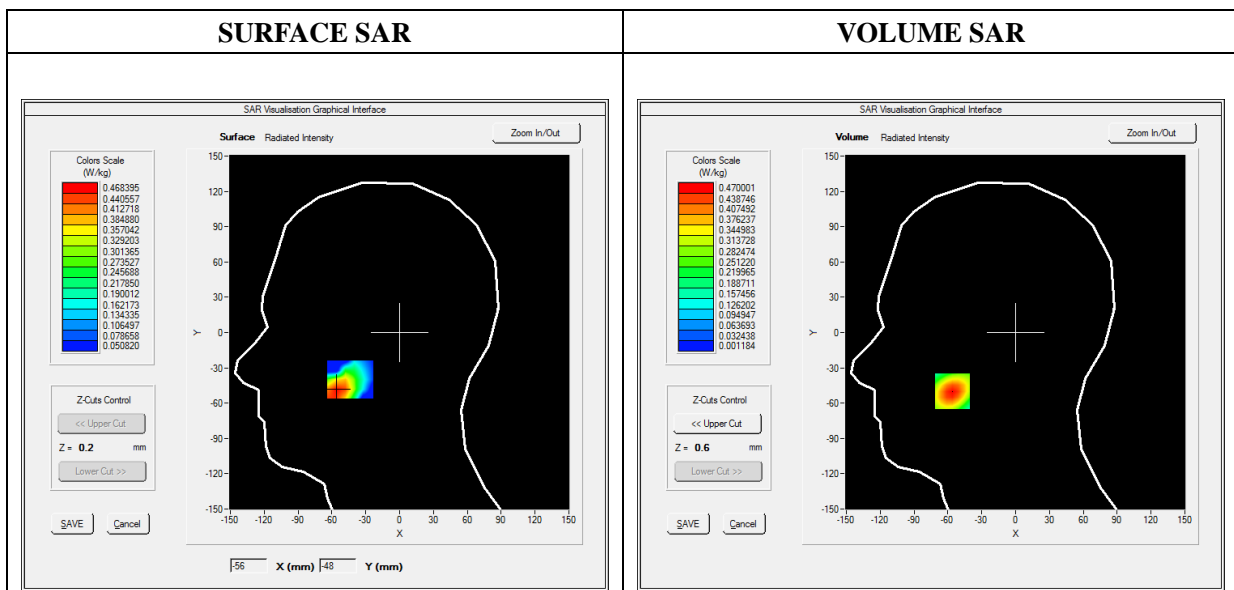 SURFACE SAR
VOLUME SAR
SAR Visualisation Graphical Interface
Surface Radiated Intensity
Zoom In/Out
Colors Scale
(W/kg)
0.468395
0.440557
0.412718
0.384880
0.357042
0.329203
0.301365
0.273527
0.245688
0.217850
0.190012
0.162173
0.134335
0.106497
0.078658
0.050820
Z-Cuts Control
<< Upper Cut
Z = 0.2 mm
Lower Cut >>
SAVE Cancel
150
120
90
60
30
0
-30
-60
-90
-120
-150
Y
-150 -120 -90 -60 -30 0 30 60 90 120 150
X
-56 X (mm) -48 Y (mm)
SAR Visualisation Graphical Interface
Volume Radiated Intensity
Zoom In/Out
Colors Scale
(W/kg)
0.470001
0.438746
0.407492
0.376237
0.344983
0.313728
0.282474
0.251220
0.219965
0.188711
0.157456
0.126202
0.094947
0.063693
0.032438
0.001184
Z-Cuts Control
<< Upper Cut
Z = 0.6 mm
Lower Cut >>
SAVE Cancel
150
120
90
60
30
0
-30
-60
-90
-120
-150
Y
-150 -120 -90 -60 -30 0 30 60 90 120 150
X